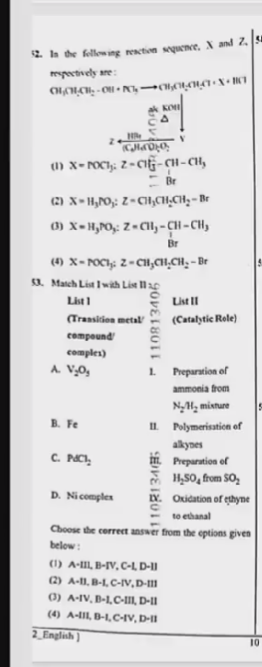 52. In the following reaction sequence, X and Z,
respectively are :
CH₃CH₂CH₂ - OH + PCl₅ ⟶ CH₃CH₂CH₂Cl + X + HCl
alc KOH
Δ
Z ⟵ Y
HBr
(C₆H₅CO)₂O₂
(1) X = POCl₃; Z = CH₃ – CH – CH₃
Br
(2) X = H₃PO₃; Z = CH₃CH₂CH₂ – Br
(3) X = H₃PO₃; Z = CH₃ – CH – CH₃
Br
(4) X = POCl₃; Z = CH₃CH₂CH₂ – Br
53. Match List I with List II :
List I List II
(Transition metal/ (Catalytic Role)
compound/
complex)
A. V₂O₅ I. Preparation of
ammonia from
N₂/H₂ mixture
B. Fe II. Polymerisation of
alkynes
C. PdCl₂ III. Preparation of
H₂SO₄ from SO₂
D. Ni complex IV. Oxidation of ethyne
to ethanal
Choose the correct answer from the options given
below :
(1) A-III, B-IV, C-I, D-II
(2) A-II, B-I, C-IV, D-III
(3) A-IV, B-I, C-III, D-II
(4) A-III, B-I, C-IV, D-II
2_English ]
10
110813406